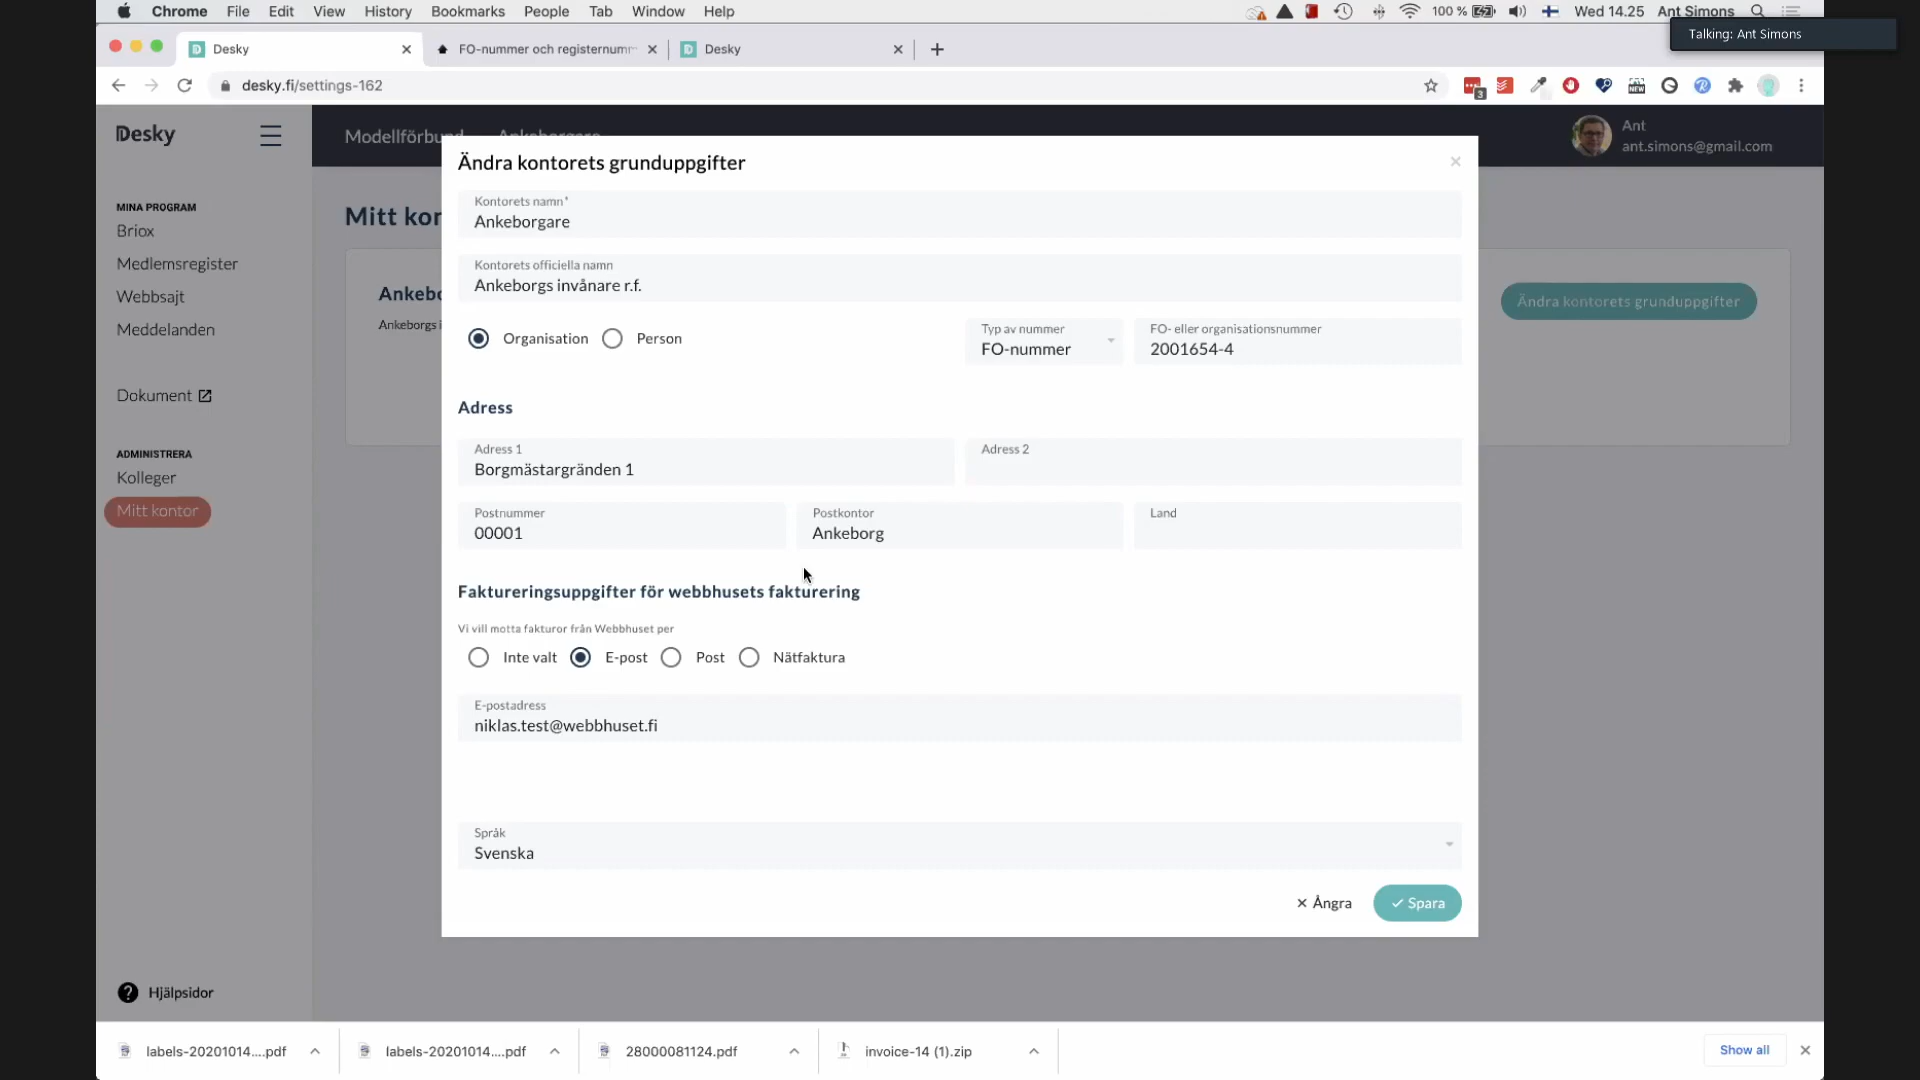 Chrome File Edit View History Bookmarks People Tab Window Help
100 % Wed 14.25 Ant Simons
Talking: Ant Simons
Desky
FO-nummer och registernumm
Desky
desky.fi/settings-162
3
NEW
Desky
Modellförbund Ankeborgare
Ant
ant.simons@gmail.com
MINA PROGRAM
Briox
Medlemsregister
Webbsajt
Meddelanden
Dokument
ADMINISTRERA
Kolleger
Mitt kontor
Hjälpsidor
Mitt kor
Ankebo
Ankeborgs i
Ändra kontorets grunduppgifter
Ändra kontorets grunduppgifter
Kontorets namn*
Ankeborgare
Kontorets officiella namn
Ankeborgs invånare r.f.
Organisation Person
Typ av nummer
FO-nummer
FO- eller organisationsnummer
2001654-4
Adress
Adress 1
Borgmästargränden 1
Adress 2
Postnummer
00001
Postkontor
Ankeborg
Land
Faktureringsuppgifter för webbhusets fakturering
Vi vill motta fakturor från Webbhuset per
Inte valt E-post Post Nätfaktura
E-postadress
niklas.test@webbhuset.fi
Språk
Svenska
× Ångra
✓ Spara
labels-20201014....pdf
labels-20201014....pdf
28000081124.pdf
invoice-14 (1).zip
Show all